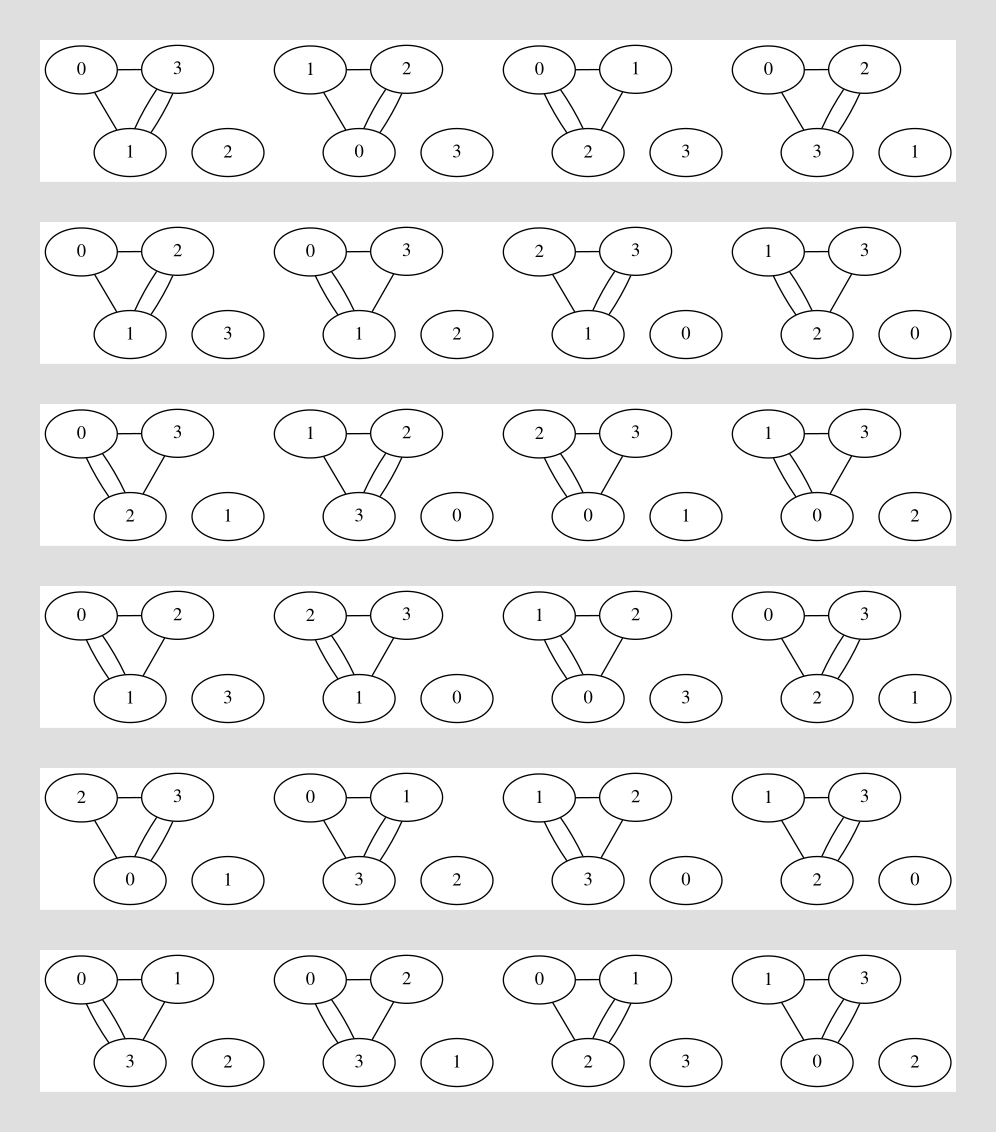 0 3 1 2 0 1 0 2
1 2 0 3 2 3 3 1
0 2 0 3 2 3 1 3
1 3 1 2 1 0 2 0
0 3 1 2 2 3 1 3
2 1 3 0 0 1 0 2
0 2 2 3 1 2 0 3
1 3 1 0 0 3 2 1
2 3 0 1 1 2 1 3
0 1 3 2 3 0 2 0
0 1 0 2 0 1 1 3
3 2 3 1 2 3 0 2